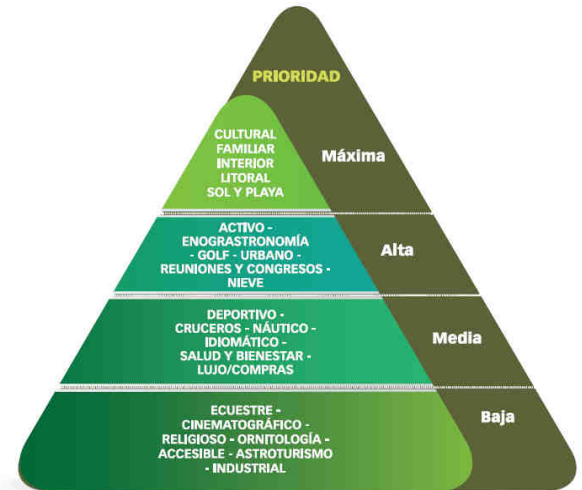 PRIORIDAD
CULTURAL
FAMILIAR
INTERIOR
LITORAL
SOL Y PLAYA
Máxima
ACTIVO -
ENOGRASTRONOMÍA
- GOLF - URBANO -
REUNIONES Y CONGRESOS -
NIEVE
Alta
DEPORTIVO -
CRUCEROS - NÁUTICO -
IDIOMÁTICO -
SALUD Y BIENESTAR -
LUJO/COMPRAS
Media
ECUESTRE -
CINEMATOGRÁFICO -
RELIGIOSO - ORNITOLOGÍA -
ACCESIBLE - ASTROTURISMO
- INDUSTRIAL
Baja